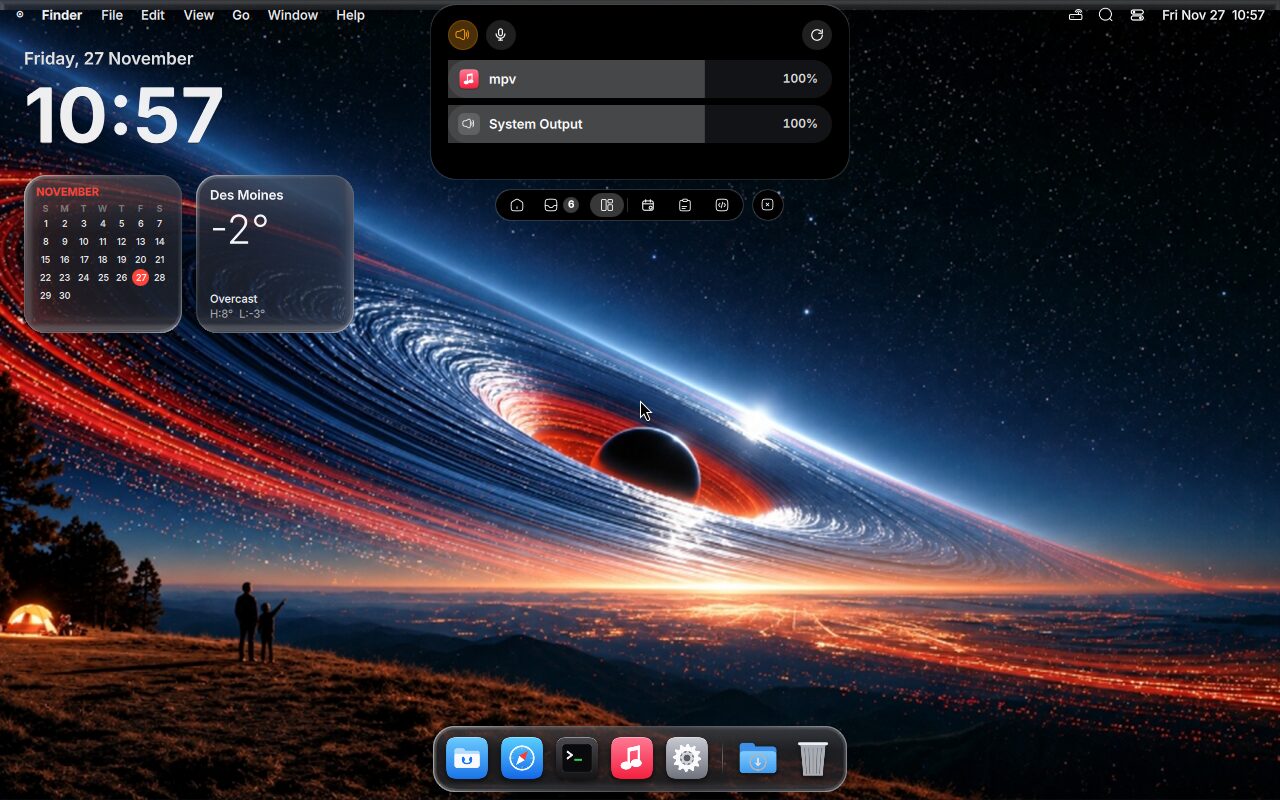 Finder File Edit View Go Window Help
Fri Nov 27 10:57
Friday, 27 November
10:57
mpv 100%
System Output 100%
6
NOVEMBER
S M T W T F S
1 2 3 4 5 6 7
8 9 10 11 12 13 14
15 16 17 18 19 20 21
22 23 24 25 26 27 28
29 30
Des Moines
-2°
Overcast
H:8° L:-3°